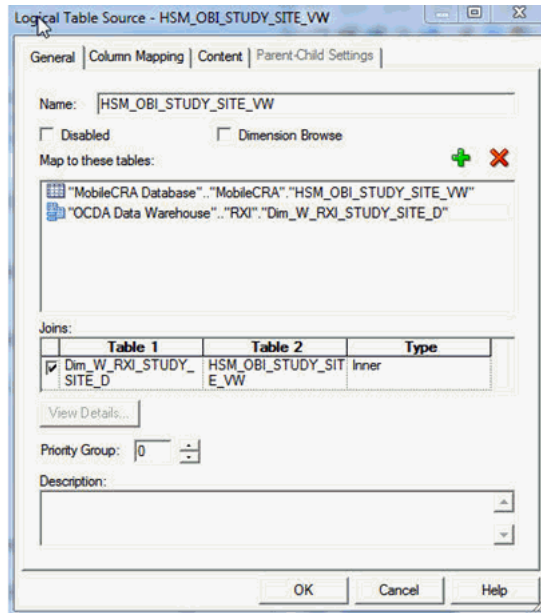 Logical Table Source - HSM_OBI_STUDY_SITE_VW
General Column Mapping Content Parent-Child Settings
Name: HSM_OBI_STUDY_SITE_VW
Disabled Dimension Browse
Map to these tables:
"MobileCRA Database".."MobileCRA"."HSM_OBI_STUDY_SITE_VW"
"OCDA Data Warehouse".."RXI"."Dim_W_RXI_STUDY_SITE_D"
Joins:
Table 1 Table 2 Type
Dim_W_RXI_STUDY_ HSM_OBI_STUDY_SIT Inner
SITE_D E_VW
View Details...
Priority Group: 0
Description:
OK Cancel Help